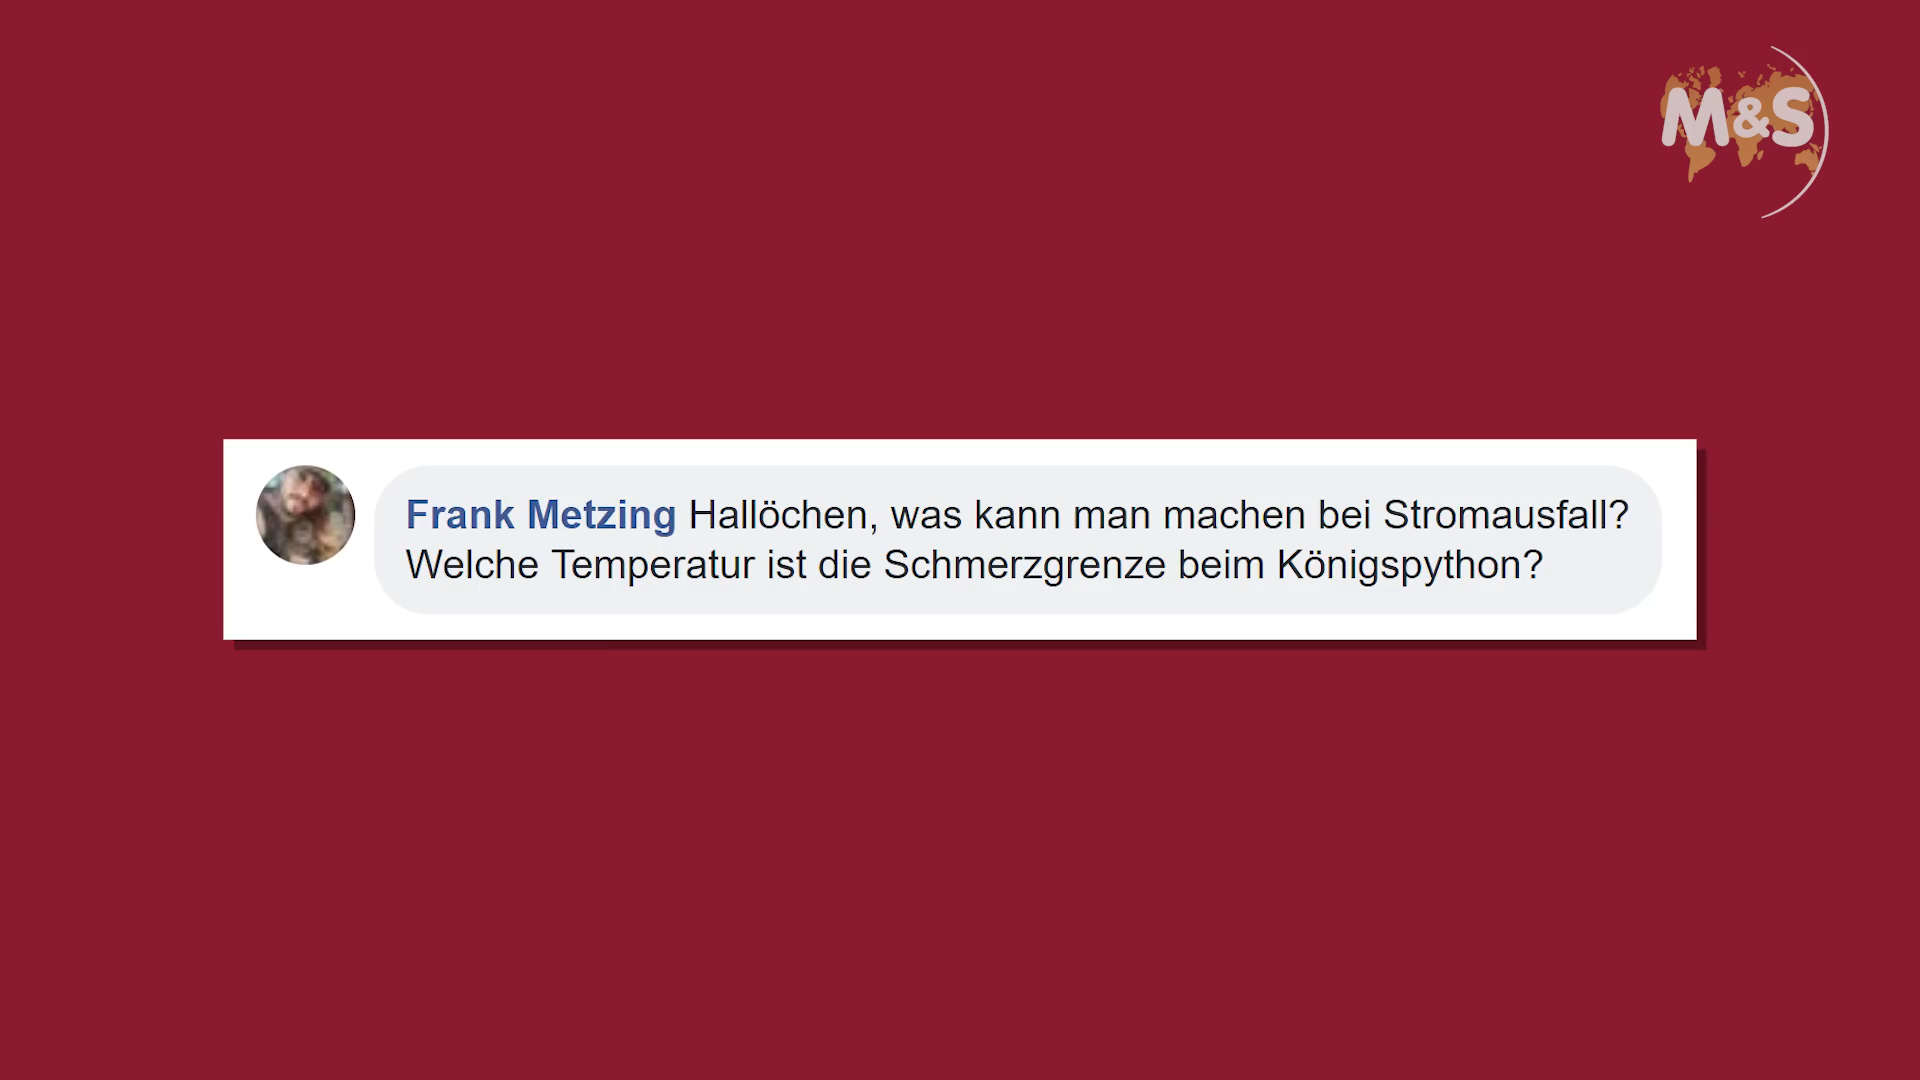 M&S
Frank Metzing Hallöchen, was kann man machen bei Stromausfall?
Welche Temperatur ist die Schmerzgrenze beim Königspython?